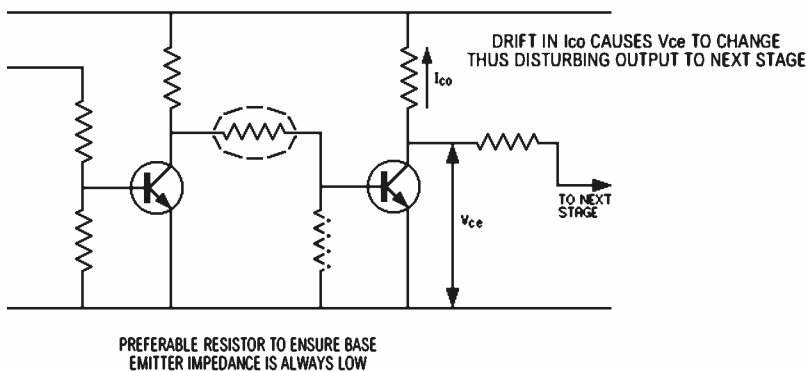 DRIFT IN Ico CAUSES Vce TO CHANGE
THUS DISTURBING OUTPUT TO NEXT STAGE
Ico
Vce
TO NEXT
STAGE
PREFERABLE RESISTOR TO ENSURE BASE
EMITTER IMPEDANCE IS ALWAYS LOW